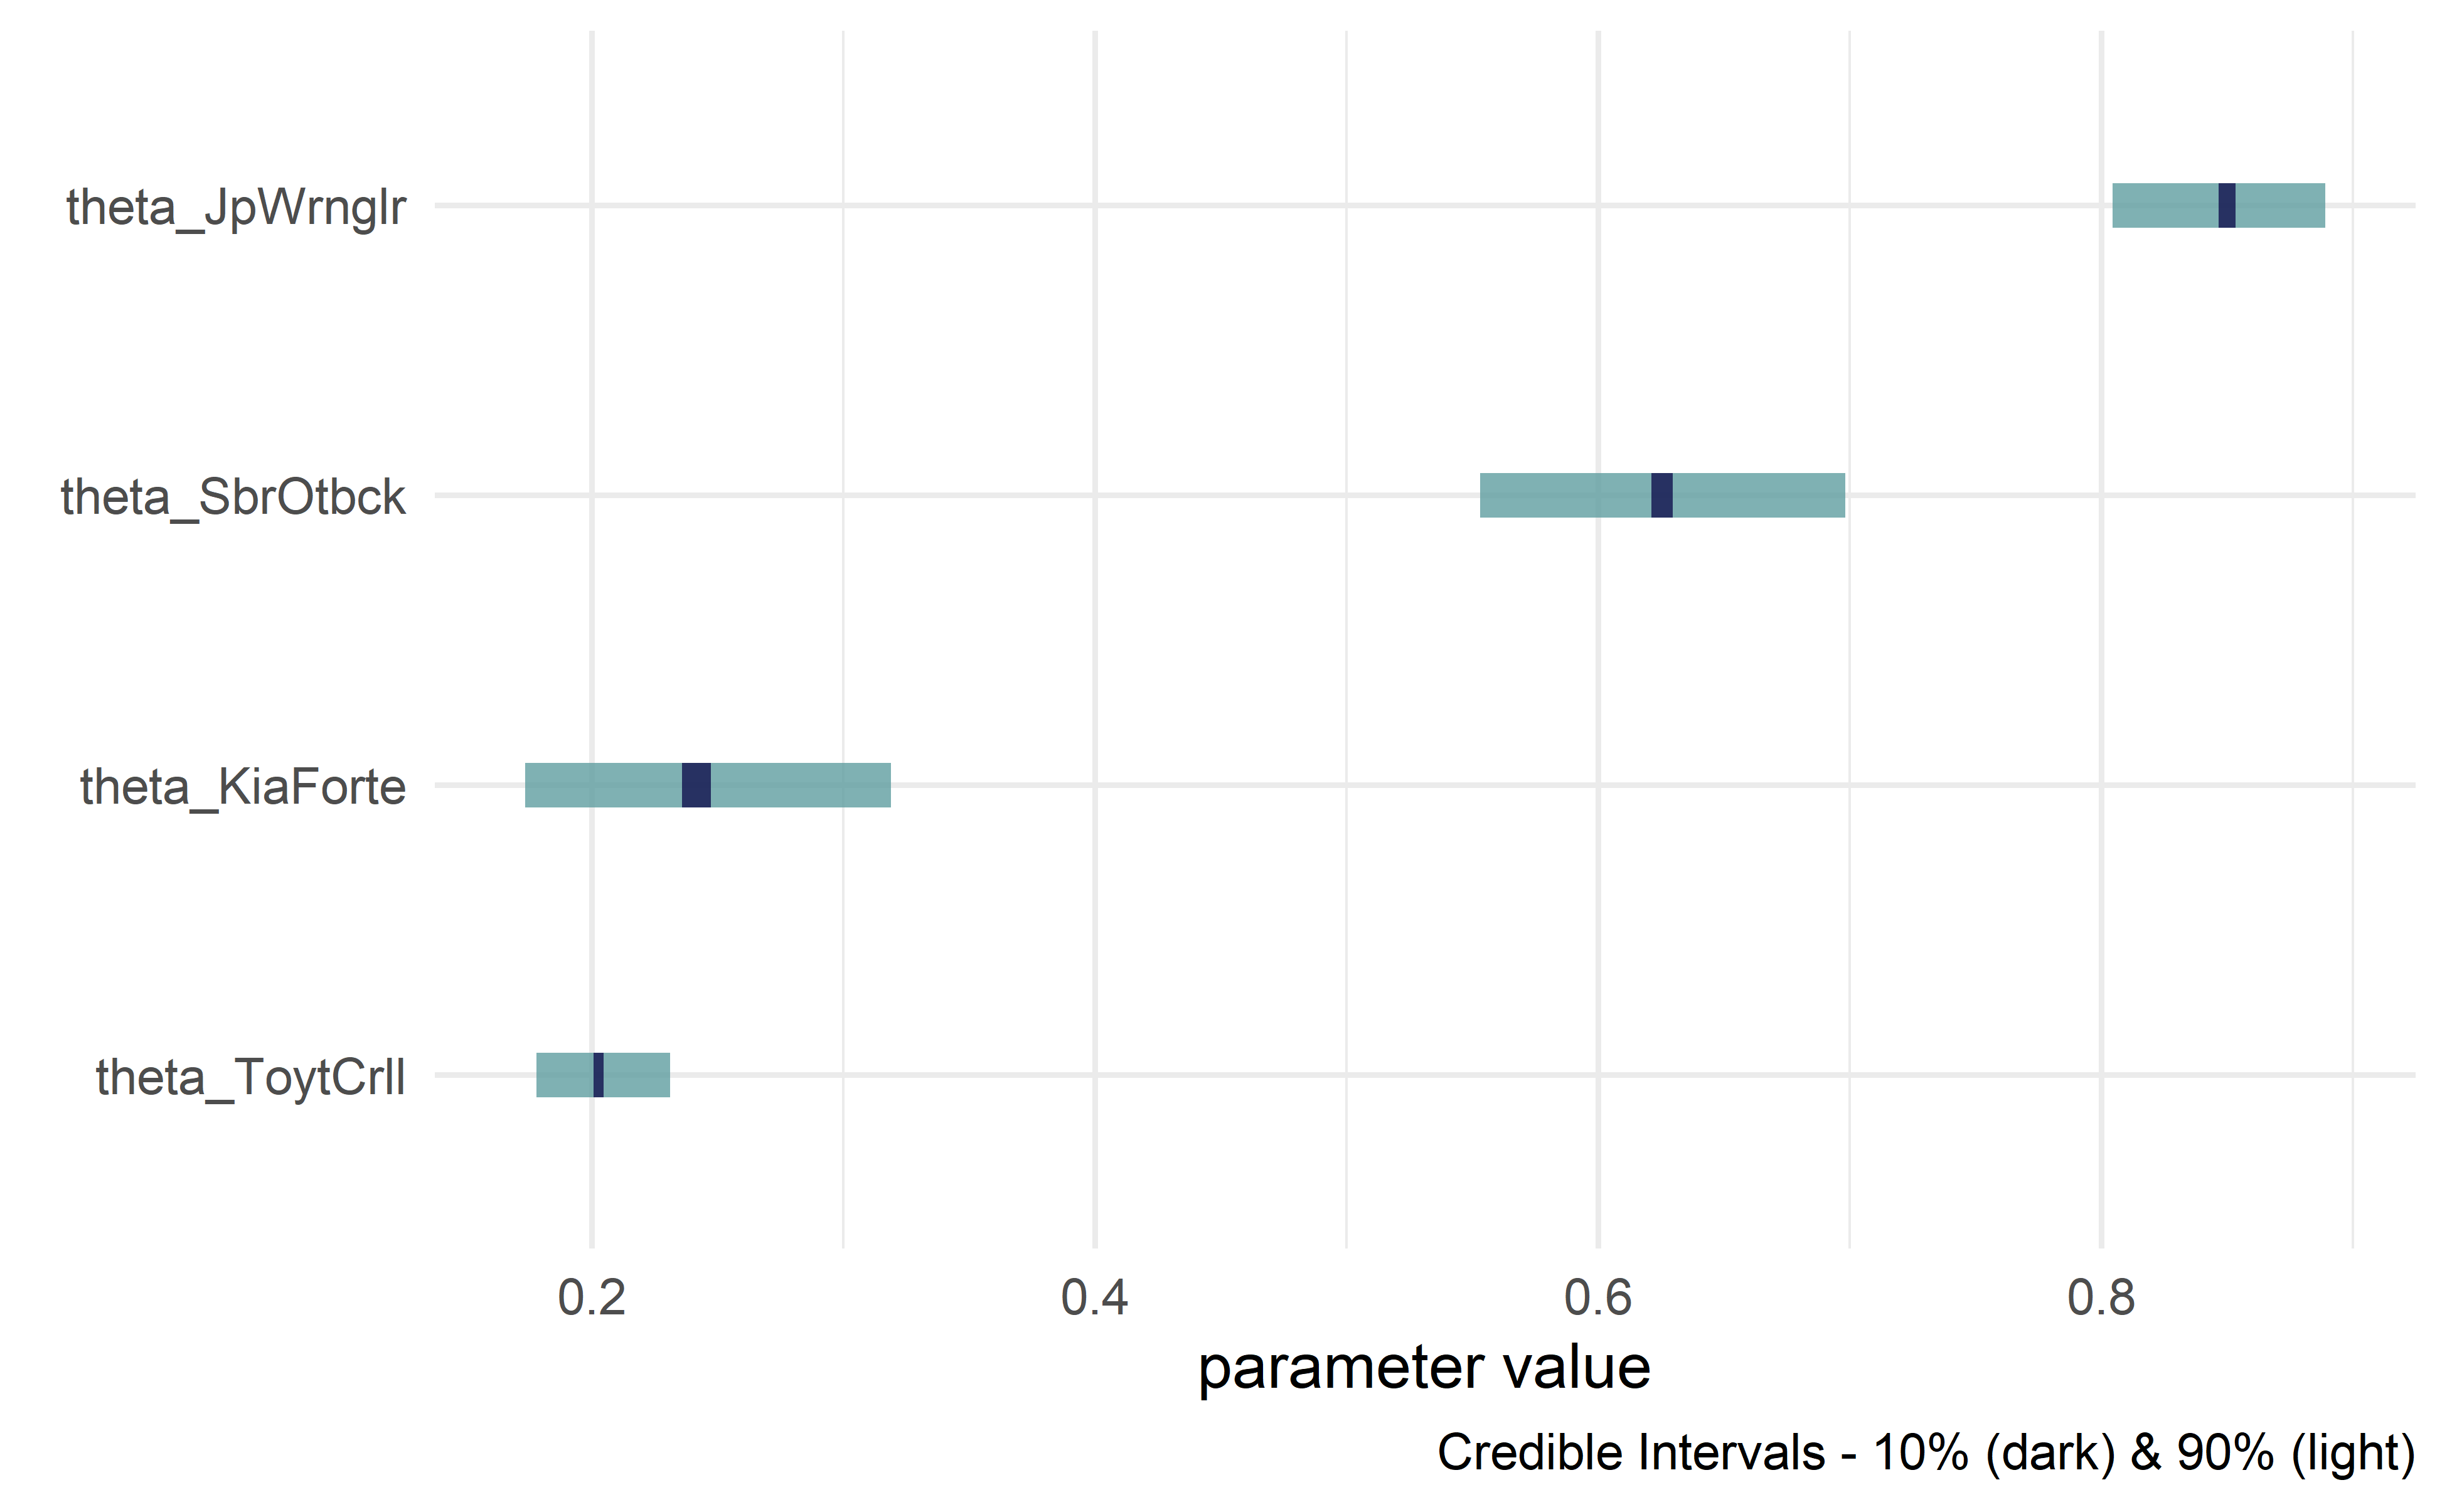 theta_JpWrnglr
theta_SbrOtbck
theta_KiaForte
theta_ToytCrll
0.2 0.4 0.6 0.8
parameter value
Credible Intervals - 10% (dark) & 90% (light)